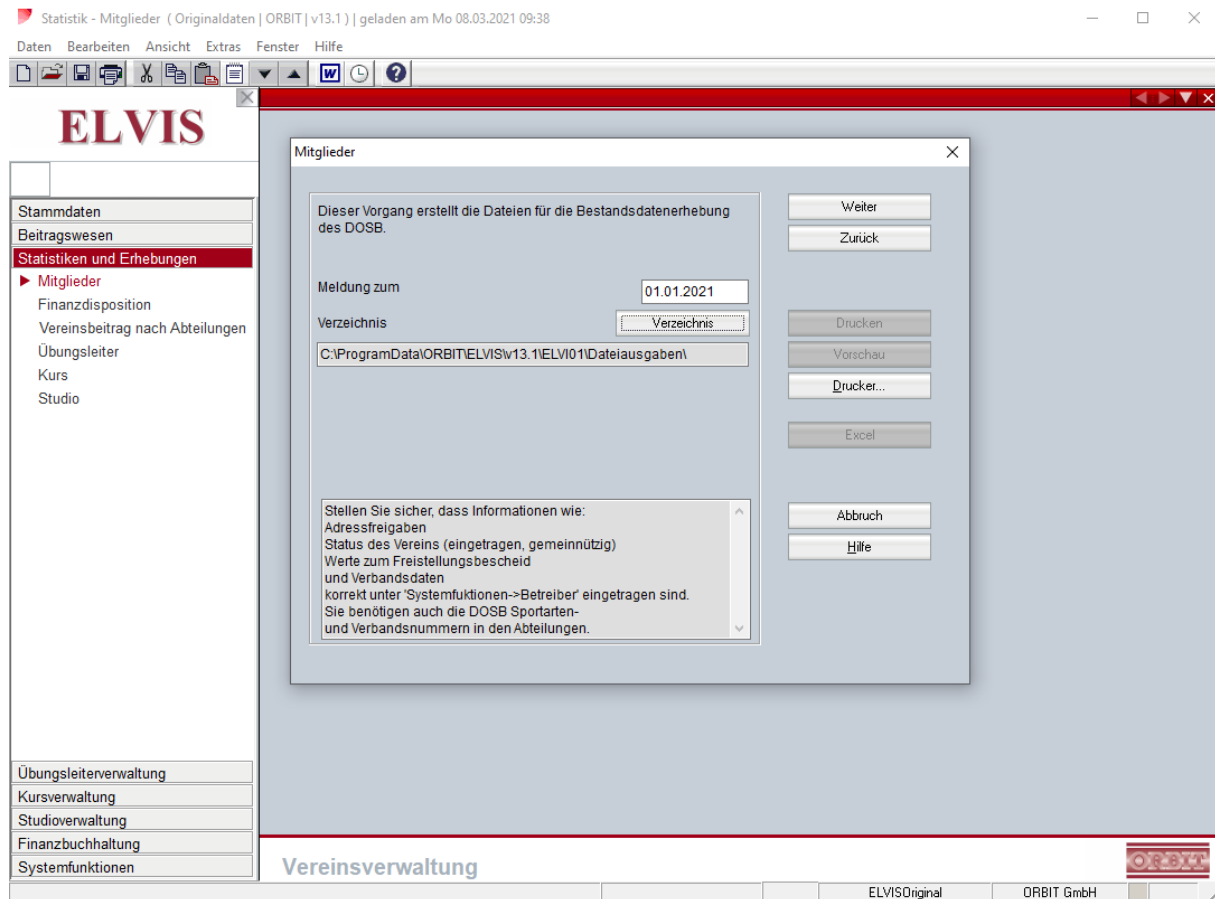 Statistik - Mitglieder ( Originaldaten | ORBIT | v13.1 ) | geladen am Mo 08.03.2021 09:38
Daten Bearbeiten Ansicht Extras Fenster Hilfe
ELVIS
Stammdaten
Beitragswesen
Statistiken und Erhebungen
Mitglieder
Finanzdisposition
Vereinsbeitrag nach Abteilungen
Übungsleiter
Kurs
Studio
Übungsleiterverwaltung
Kursverwaltung
Studioverwaltung
Finanzbuchhaltung
Systemfunktionen
Mitglieder
Dieser Vorgang erstellt die Dateien für die Bestandsdatenerhebung
des DOSB.
Meldung zum 01.01.2021
Verzeichnis Verzeichnis
C:\ProgramData\ORBIT\ELVIS\v13.1\ELVI01\Dateiausgaben\
Stellen Sie sicher, dass Informationen wie:
Adressfreigaben
Status des Vereins (eingetragen, gemeinnützig)
Werte zum Freistellungsbescheid
und Verbandsdaten
korrekt unter 'Systemfuktionen->Betreiber' eingetragen sind.
Sie benötigen auch die DOSB Sportarten-
und Verbandsnummern in den Abteilungen.
Weiter
Zurück
Drucken
Vorschau
Drucker...
Excel
Abbruch
Hilfe
Vereinsverwaltung
ORBIT
ELVISOriginal ORBIT GmbH